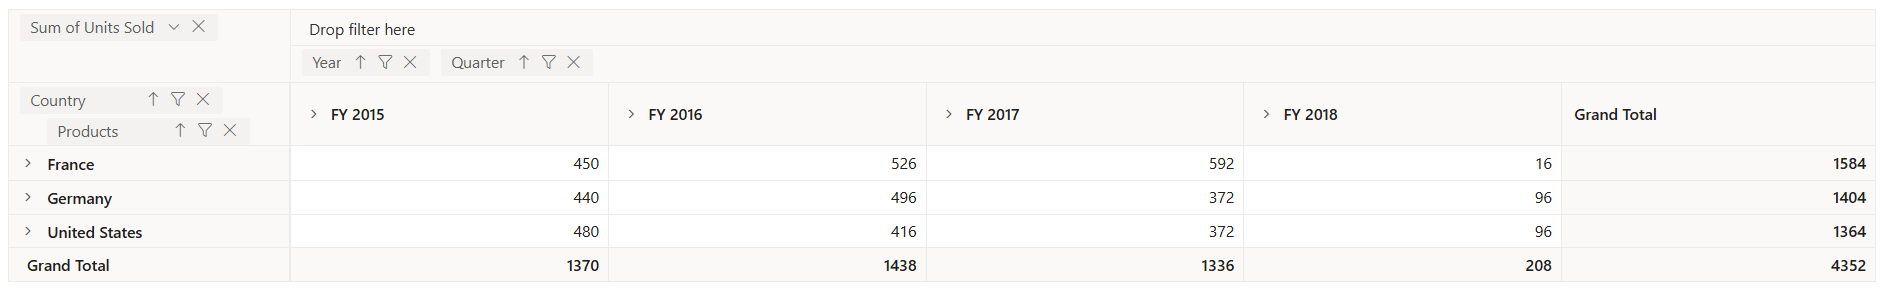 Sum of Units Sold
Drop filter here
Year Quarter
Country
Products
FY 2015 FY 2016 FY 2017 FY 2018 Grand Total
France 450 526 592 16 1584
Germany 440 496 372 96 1404
United States 480 416 372 96 1364
Grand Total 1370 1438 1336 208 4352